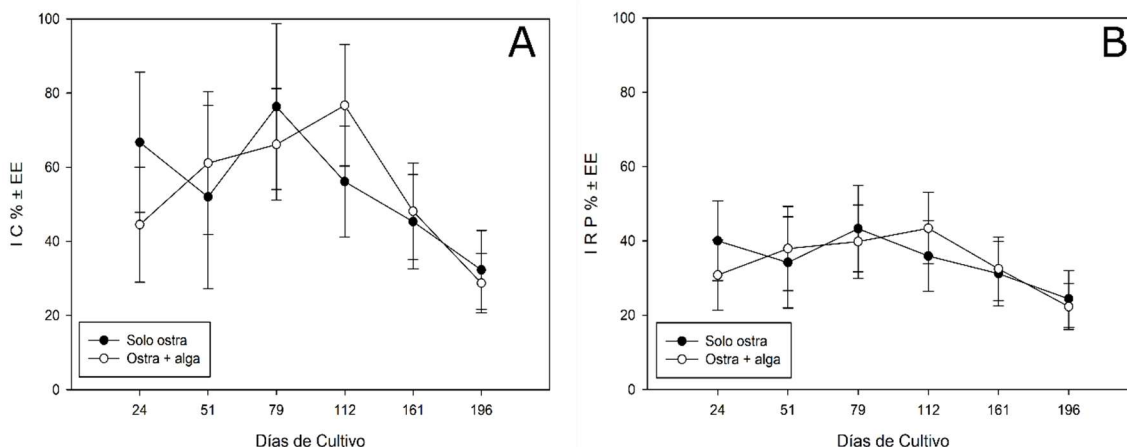 A
I C % ± EE
100
80
60
40
20
0
Solo ostra
Ostra + alga
24 51 79 112 161 196
Días de Cultivo
B
I R P % ± EE
100
80
60
40
20
0
Solo ostra
Ostra + alga
24 51 79 112 161 196
Días de Cultivo